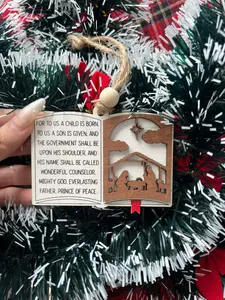 FOR TO US A CHILD IS BORN,
TO US A SON IS GIVEN; AND
THE GOVERNMENT SHALL BE
UPON HIS SHOULDER, AND
HIS NAME SHALL BE CALLED
WONDERFUL COUNSELOR,
MIGHTY GOD, EVERLASTING
FATHER, PRINCE OF PEACE.